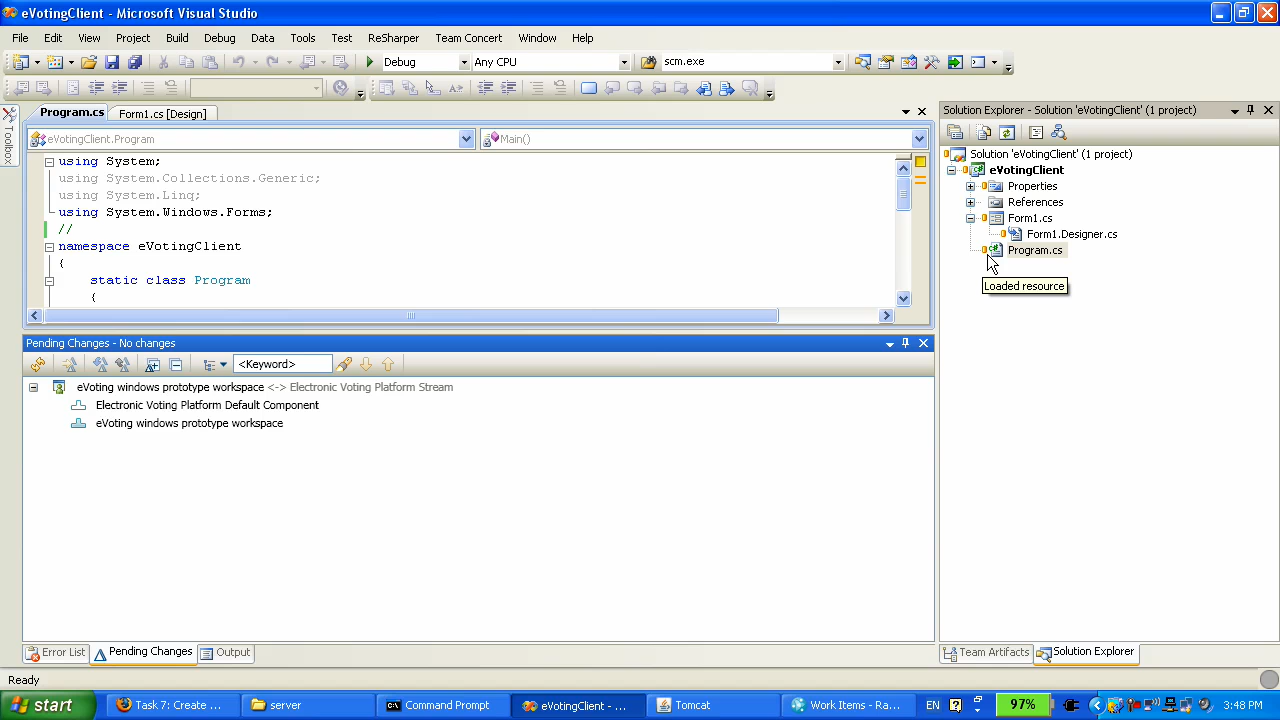 eVotingClient - Microsoft Visual Studio
File Edit View Project Build Debug Data Tools Test ReSharper Team Concert Window Help
Debug Any CPU scm.exe
Program.cs Form1.cs [Design]
Toolbox
eVotingClient.Program Main()
using System;
using System.Collections.Generic;
using System.Linq;
using System.Windows.Forms;
//
namespace eVotingClient
{
static class Program
{
Solution Explorer - Solution 'eVotingClient' (1 project)
Solution 'eVotingClient' (1 project)
eVotingClient
Properties
References
Form1.cs
Form1.Designer.cs
Program.cs
Loaded resource
Pending Changes - No changes
<Keyword>
eVoting windows prototype workspace <-> Electronic Voting Platform Stream
Electronic Voting Platform Default Component
eVoting windows prototype workspace
Error List Pending Changes Output
Team Artifacts Solution Explorer
Ready
start Task 7: Create ... server Command Prompt eVotingClient - ... Tomcat Work Items - Ra... EN 97% 3:48 PM